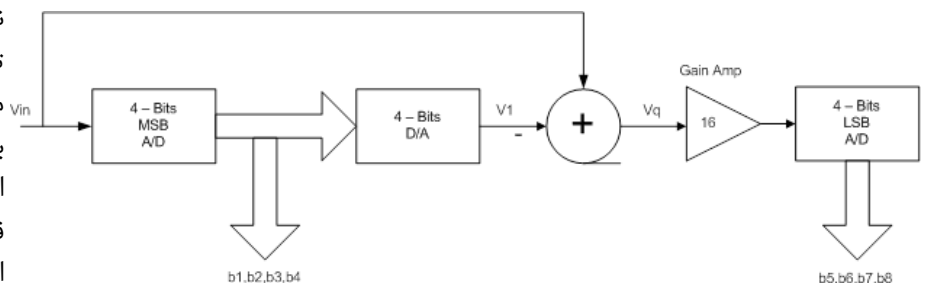 Gain Amp
Vin
4 – Bits
MSB
A/D
4 – Bits
D/A
V1
-
+
Vq
16
4 – Bits
LSB
A/D
b1,b2,b3,b4
b5,b6,b7,b8